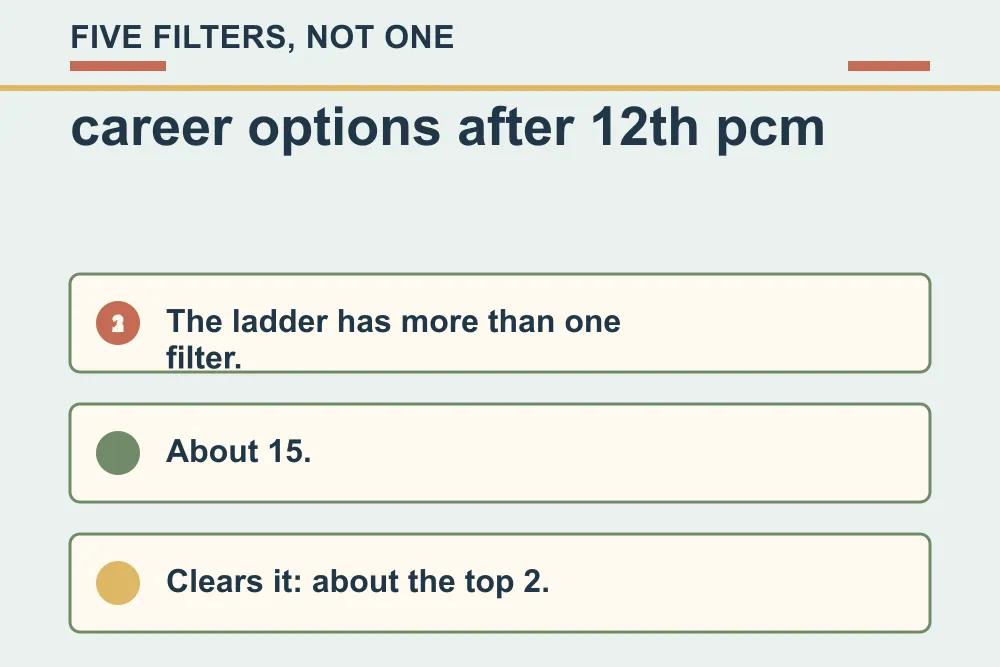 FIVE FILTERS, NOT ONE
career options after 12th pcm
The ladder has more than one
filter.
About 15.
Clears it: about the top 2.